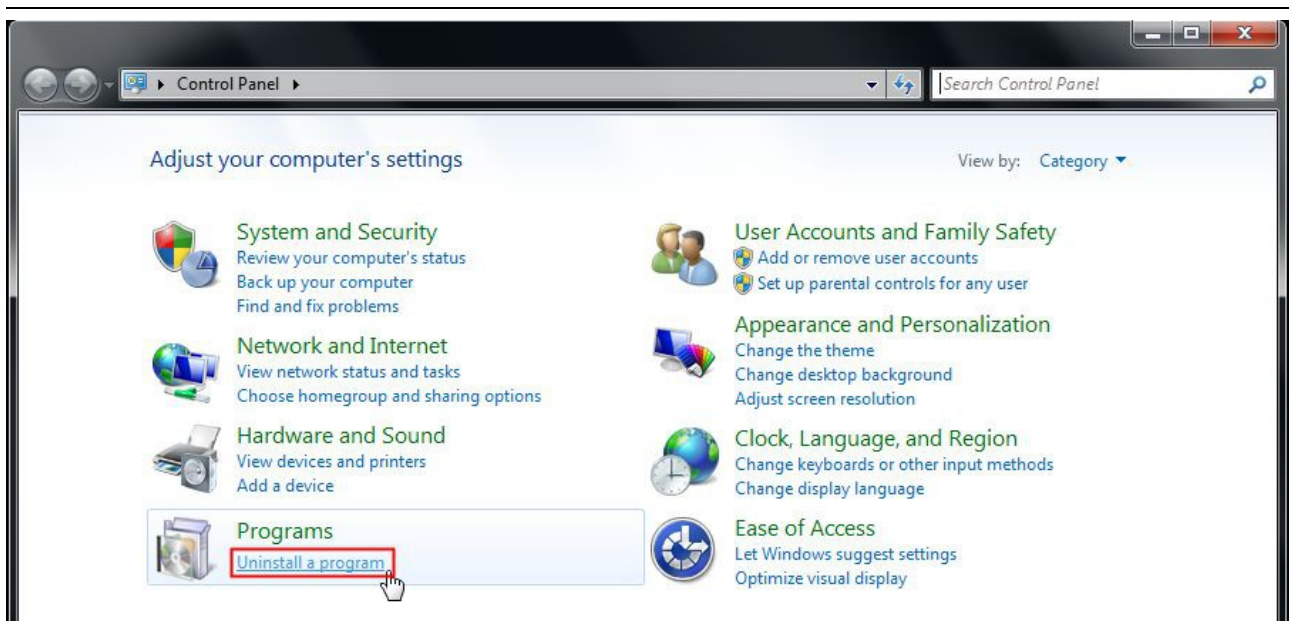 Control Panel
Search Control Panel
Adjust your computer's settings
View by: Category
System and Security
Review your computer's status
Back up your computer
Find and fix problems
Network and Internet
View network status and tasks
Choose homegroup and sharing options
Hardware and Sound
View devices and printers
Add a device
Programs
Uninstall a program
User Accounts and Family Safety
Add or remove user accounts
Set up parental controls for any user
Appearance and Personalization
Change the theme
Change desktop background
Adjust screen resolution
Clock, Language, and Region
Change keyboards or other input methods
Change display language
Ease of Access
Let Windows suggest settings
Optimize visual display